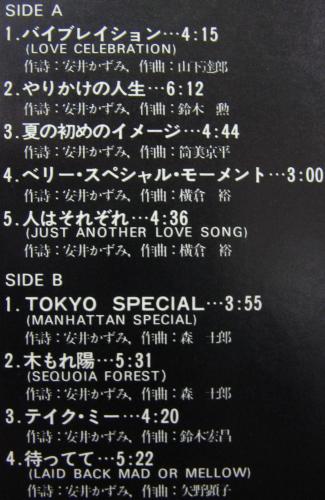 SIDE A
1.バイブレイション…4:15
(LOVE CELEBRATION)
作詩:安井かずみ、作曲:山下達郎
2.やりかけの人生…6:12
作詩:安井かずみ、作曲:鈴木 勲
3.夏の初めのイメージ…4:44
作詩:安井かずみ、作曲:筒美京平
4.ベリー・スペシャル・モーメント…3:00
作詩:安井かずみ、作曲:横倉 裕
5.人はそれぞれ…4:36
(JUST ANOTHER LOVE SONG)
作詩:安井かずみ、作曲:横倉 裕
SIDE B
1.TOKYO SPECIAL…3:55
(MANHATTAN SPECIAL)
作詩:安井かずみ、作曲:森 士郎
2.木もれ陽…5:31
(SEQUOIA FOREST)
作詩:安井かずみ、作曲:森 士郎
3.テイク・ミー…4:20
作詩:安井かずみ、作曲:鈴木宏昌
4.待ってて…5:22
(LAID BACK MAD OR MELLOW)
作詩:安井かずみ、作曲:矢野顕子